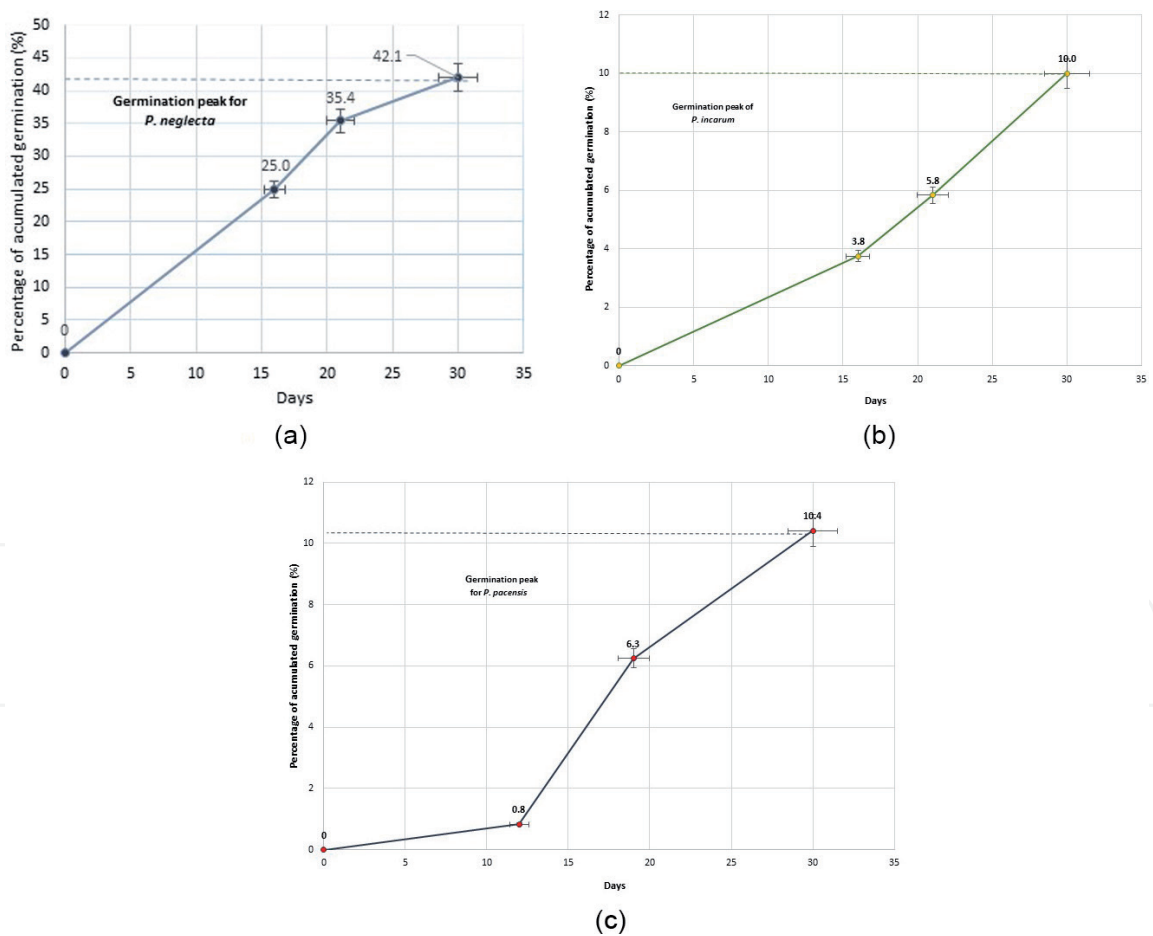 Percentage of acumulated germination (%)
50
45
40
35
30
25
20
15
10
5
0
42.1
Germination peak for
P. neglecta
35.4
25.0
0
0 5 10 15 20 25 30 35
Days
(a)
Percentage of acumulated germination (%)
12
10
8
6
4
2
0
10.0
Germination peak of
P. incarum
5.8
3.8
0
0 5 10 15 20 25 30 35
Days
(b)
Percentage of acumulated germination (%)
12
10
8
6
4
2
0
10.4
Germination peak
for P. pacensis
6.3
0.8
0
0 5 10 15 20 25 30 35
Days
(c)